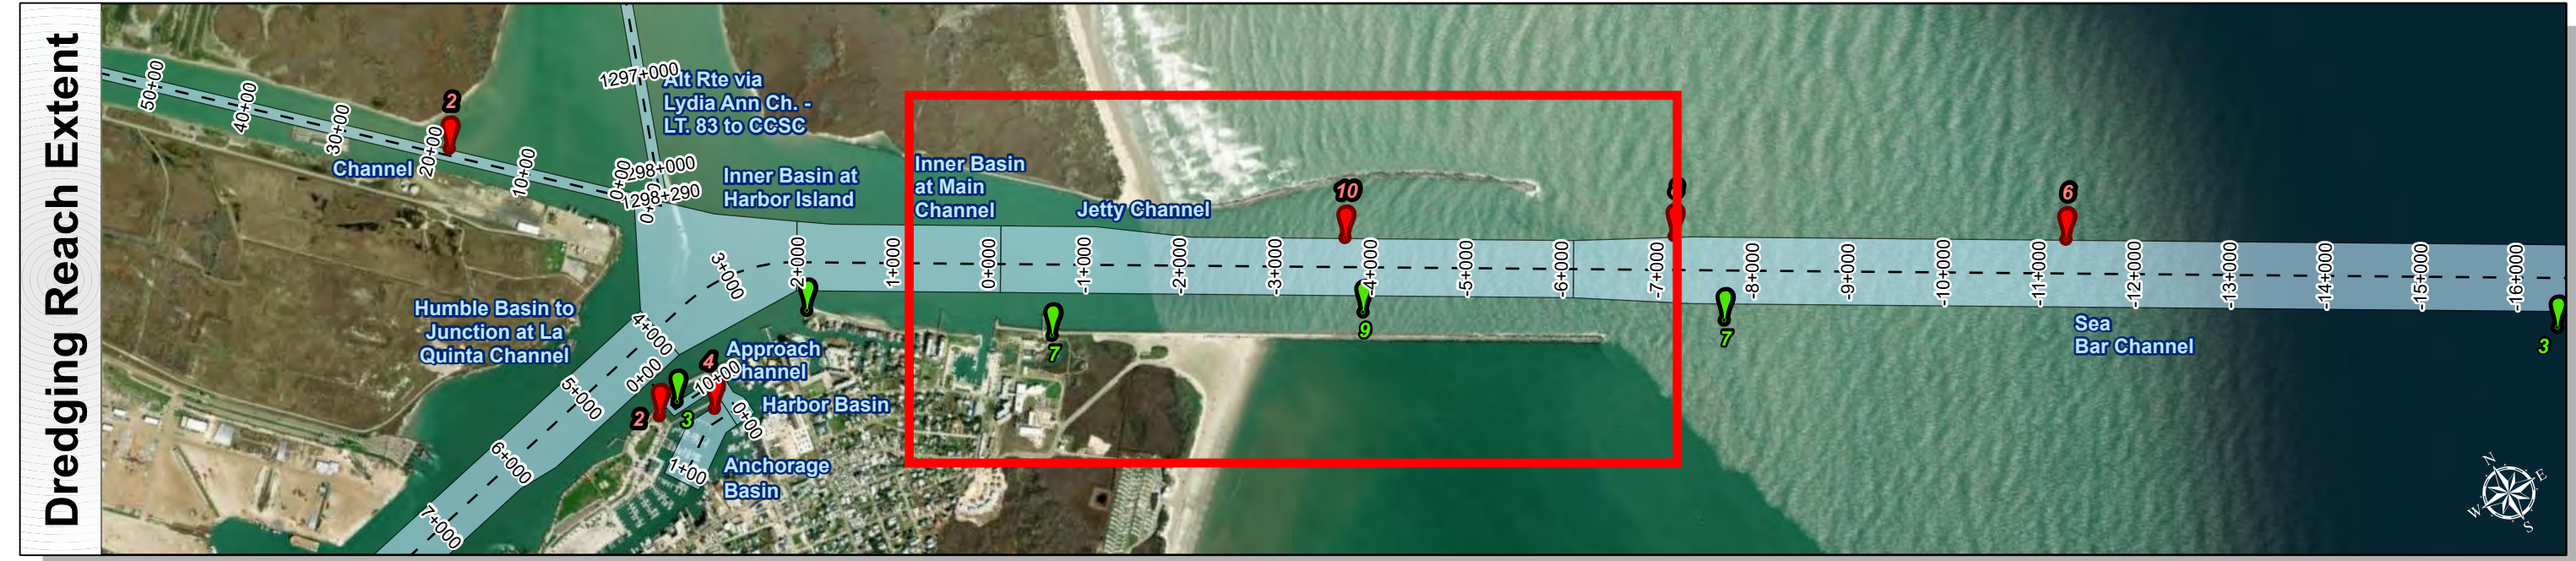 Dredging Reach Extent
50+00
40+00
30+00
20+00
10+00
0+00
2
Channel
1297+000
Alt Rte via
Lydia Ann Ch. -
LT. 83 to CCSC
298+000
1298+290
Inner Basin at
Harbor Island
Inner Basin
at Main
Channel
Jetty Channel
10
6
3+000
2+000
1+000
0+000
-1+000
-2+000
-3+000
-4+000
-5+000
-6+000
-7+000
-8+000
-9+000
-10+000
-11+000
-12+000
-13+000
-14+000
-15+000
-16+000
7
9
7
3
Sea
Bar Channel
Humble Basin to
Junction at La
Quinta Channel
4+000
5+000
6+000
7+000
0+00
10+00
4
2
3
Approach
Channel
Harbor Basin
0+00
1+00
Anchorage
Basin
N
E
S
W